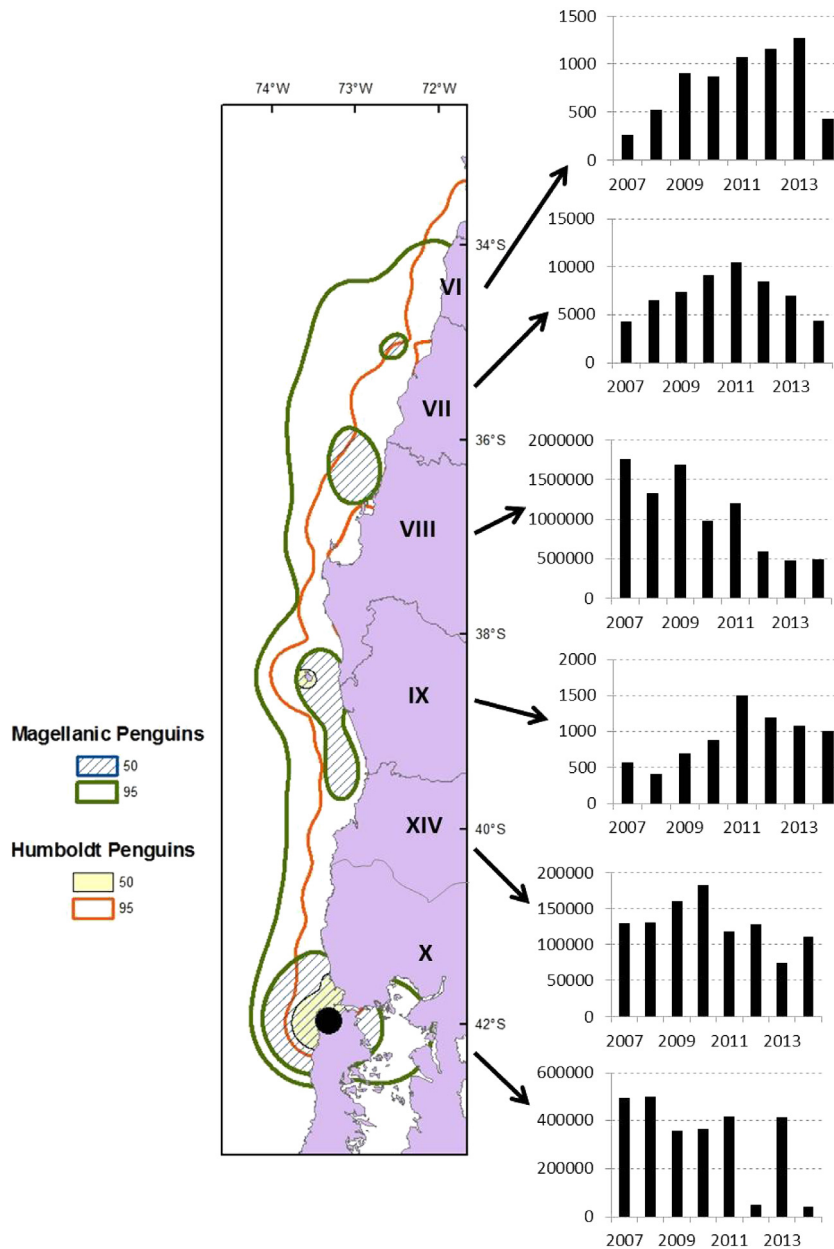 74°W 73°W 72°W
34°S
36°S
38°S
40°S
42°S
VI
VII
VIII
IX
XIV
X
Magellanic Penguins
50
95
Humboldt Penguins
50
95
1500
1000
500
0
2007 2009 2011 2013
15000
10000
5000
0
2007 2009 2011 2013
2000000
1500000
1000000
500000
0
2007 2009 2011 2013
2000
1500
1000
500
0
2007 2009 2011 2013
200000
150000
100000
50000
0
2007 2009 2011 2013
600000
400000
200000
0
2007 2009 2011 2013